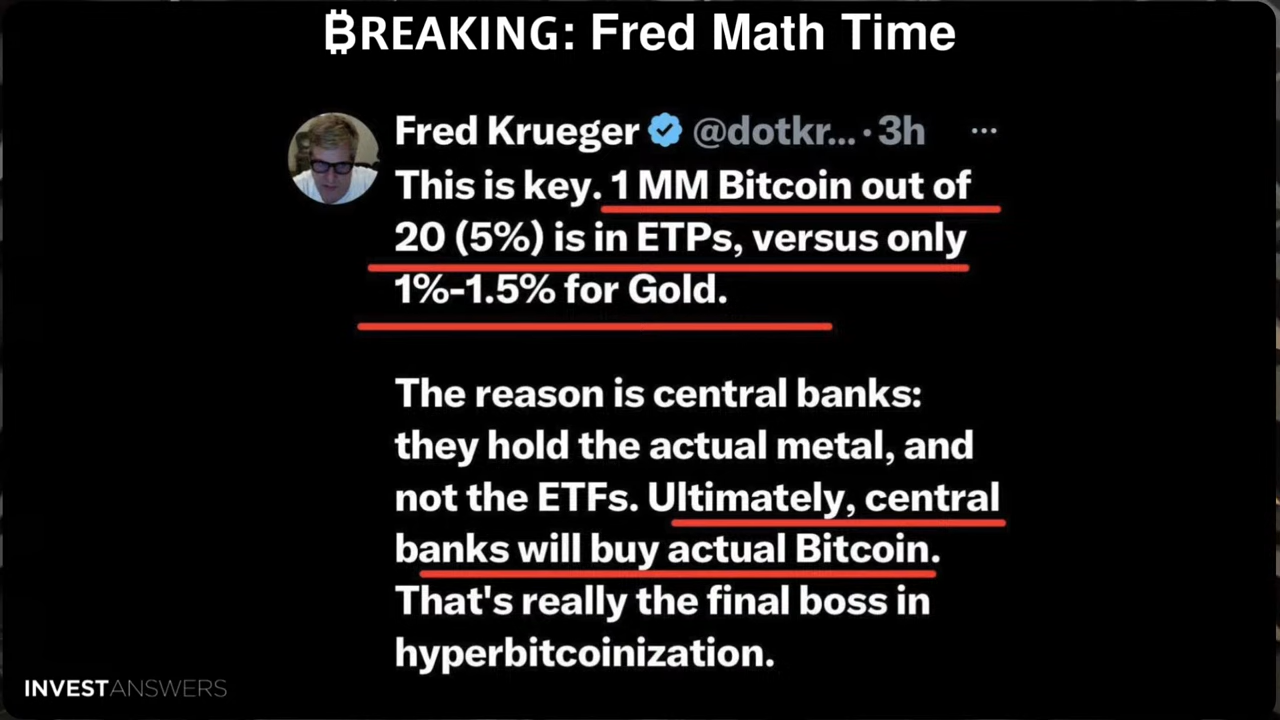 ₿REAKING: Fred Math Time
Fred Krueger @dotkr... · 3h ...
This is key. 1 MM Bitcoin out of
20 (5%) is in ETPs, versus only
1%-1.5% for Gold.
The reason is central banks:
they hold the actual metal, and
not the ETFs. Ultimately, central
banks will buy actual Bitcoin.
That's really the final boss in
hyperbitcoinization.
INVESTANSWERS